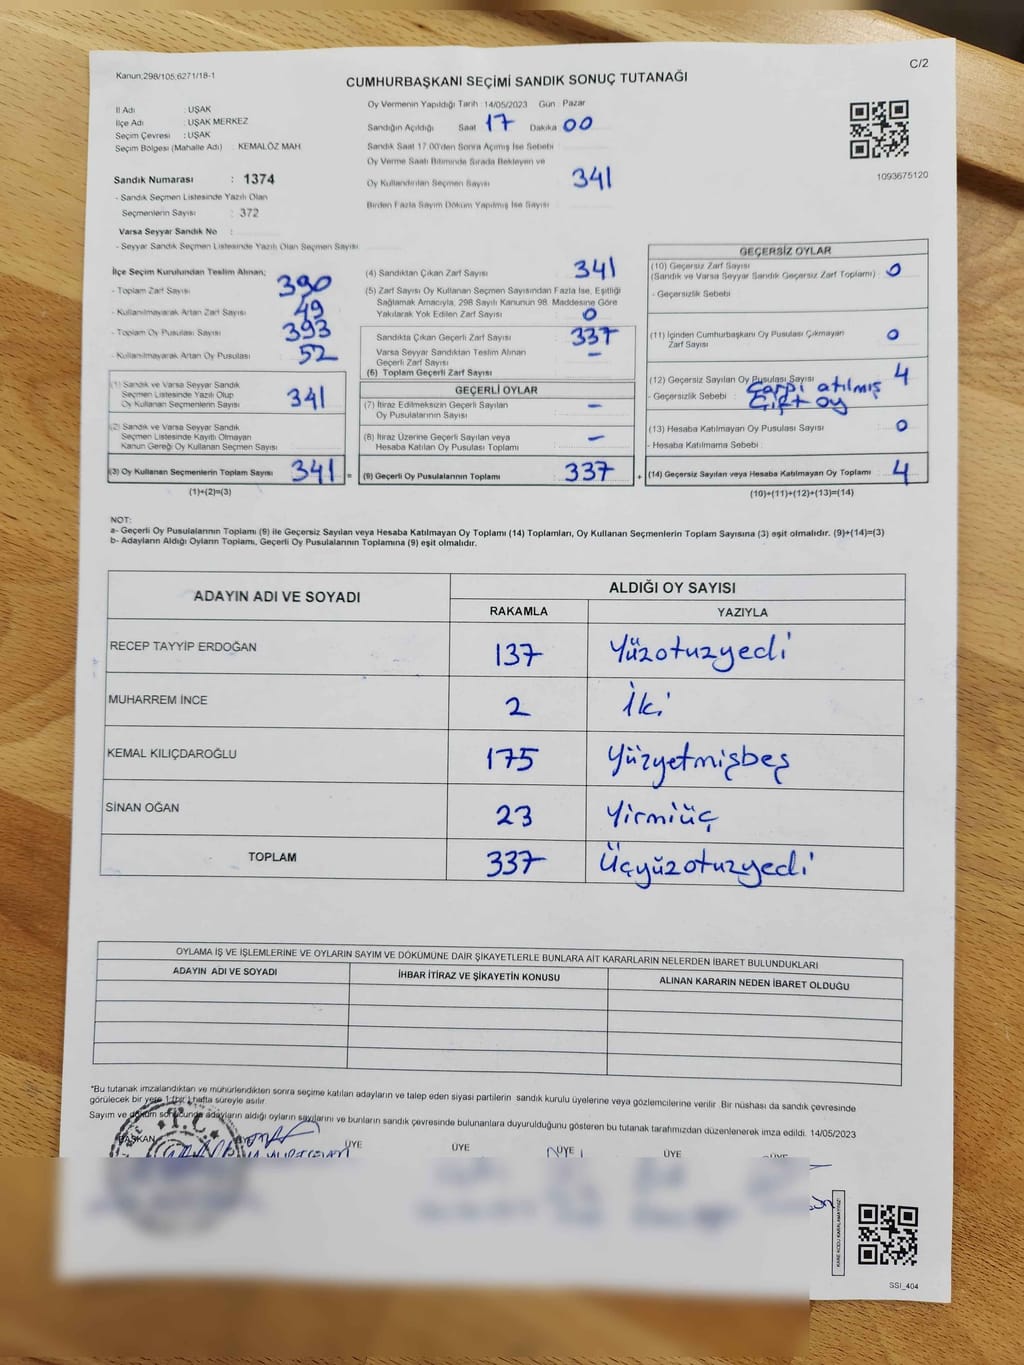 Kanun;298/105,6271/18-1
C/2
CUMHURBAŞKANI SEÇİMİ SANDIK SONUÇ TUTANAĞI
İl Adı : UŞAK
İlçe Adı : UŞAK MERKEZ
Seçim Çevresi : UŞAK
Seçim Bölgesi (Mahalle Adı) : KEMALÖZ MAH
Sandık Numarası : 1374
- Sandık Seçmen Listesinde Yazılı Olan
Seçmenlerin Sayısı : 372
Varsa Seyyar Sandık No :
- Seyyar Sandık Seçmen Listesinde Yazılı Olan Seçmen Sayısı
Oy Vermenin Yapıldığı Tarih 14/05/2023 Gün Pazar
Sandığın Açıldığı Saat 17 Dakika 00
Sandık Saat 17.00'den Sonra Açımış İse Sebebi
Oy Verme Saati Bitiminde Sırada Bekleyen ve
Oy Kullandırılan Seçmen Sayısı 341
Birden Fazla Sayım Döküm Yapılmış İse Sayısı
1093675120
İlçe Seçim Kurulundan Teslim Alınan;
- Toplam Zarf Sayısı 390
- Kullanılmayarak Artan Zarf Sayısı 49
- Toplam Oy Pusulası Sayısı 393
- Kullanılmayarak Artan Oy Pusulası 52
(1) Sandık ve Varsa Seyyar Sandık
Seçmen Listesinde Yazılı Olup
Oy Kullanan Seçmenlerin Sayısı 341
(2) Sandık ve Varsa Seyyar Sandık
Seçmen Listesinde Kayıtlı Olmayan
Kanun Gereği Oy Kullanan Seçmen Sayısı
(3) Oy Kullanan Seçmenlerin Toplam Sayısı 341 =
(1)+(2)=(3)
(4) Sandıktan Çıkan Zarf Sayısı 341
(5) Zarf Sayısı Oy Kullanan Seçmen Sayısından Fazla İse, Eşitliği
Sağlamak Amacıyla, 298 Sayılı Kanunun 98. Maddesine Göre
Yakılarak Yok Edilen Zarf Sayısı 0
Sandıkta Çıkan Geçerli Zarf Sayısı 337
Varsa Seyyar Sandıktan Teslim Alınan
Geçerli Zarf Sayısı –
(6) Toplam Geçerli Zarf Sayısı
GEÇERLİ OYLAR
(7) İtiraz Edilmeksizin Geçerli Sayılan
Oy Pusulalarının Sayısı –
(8) İtiraz Üzerine Geçerli Sayılan veya
Hesaba Katılan Oy Pusulaları Toplamı –
(9) Geçerli Oy Pusulalarının Toplamı 337 +
GEÇERSİZ OYLAR
(10) Geçersiz Zarf Sayısı
(Sandık ve Varsa Seyyar Sandık Geçersiz Zarf Toplamı) 0
- Geçersizlik Sebebi
(11) İçinden Cumhurbaşkanı Oy Pusulası Çıkmayan
Zarf Sayısı 0
(12) Geçersiz Sayılan Oy Pusulası Sayısı 4
- Geçersizlik Sebebi : Çarpı atılmış
Çift oy
(13) Hesaba Katılmayan Oy Pusulası Sayısı 0
- Hesaba Katılmama Sebebi :
(14) Geçersiz Sayılan veya Hesaba Katılmayan Oy Toplamı 4
(10)+(11)+(12)+(13)=(14)
NOT:
a- Geçerli Oy Pusulalarının Toplamı (9) ile Geçersiz Sayılan veya Hesaba Katılmayan Oy Toplamı (14) Toplamları, Oy Kullanan Seçmenlerin Toplam Sayısına (3) eşit olmalıdır. (9)+(14)=(3)
b- Adayların Aldığı Oyların Toplamı, Geçerli Oy Pusulalarının Toplamına (9) eşit olmalıdır.
ADAYIN ADI VE SOYADI
ALDIĞI OY SAYISI
RAKAMLA YAZIYLA
RECEP TAYYİP ERDOĞAN 137 Yüzotuzyedi
MUHARREM İNCE 2 İki
KEMAL KILIÇDAROĞLU 175 Yüzyetmişbeş
SİNAN OĞAN 23 Yirmiüç
TOPLAM 337 Üçyüzotuzyedi
OYLAMA İŞ VE İŞLEMLERİNE VE OYLARIN SAYIM VE DÖKÜMÜNE DAİR ŞİKAYETLERLE BUNLARA AİT KARARLARIN NELERDEN İBARET BULUNDUKLARI
ADAYIN ADI VE SOYADI İHBAR İTİRAZ VE ŞİKAYETİN KONUSU ALINAN KARARIN NEDEN İBARET OLDUĞU
*Bu tutanak imzalandıktan ve mühürlendikten sonra seçime katılan adayların ve talep eden siyasi partilerin sandık kurulu üyelerine veya gözlemcilerine verilir. Bir nüshası da sandık çevresinde
görülecek bir yere 1 (bir) hafta süreyle asılır.
Sayım ve döküm sonucunda adayların aldığı oyların sayılarını ve bunların sandık çevresinde bulunanlara duyurulduğunu gösteren bu tutanak tarafımızdan düzenlenerek imza edildi. 14/05/2023
BAŞKAN ÜYE ÜYE ÜYE ÜYE ÜYE
T.C.
KARE KODU KARALAMAYINIZ!
SSI_404